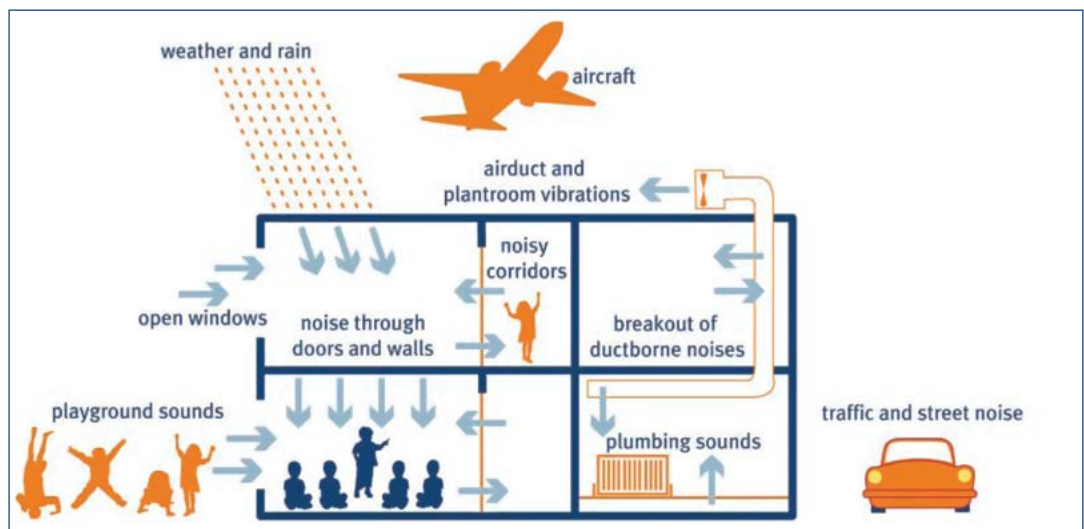 weather and rain
aircraft
airduct and
plantroom vibrations
noisy
corridors
open windows
noise through
doors and walls
breakout of
ductborne noises
playground sounds
plumbing sounds
traffic and street noise